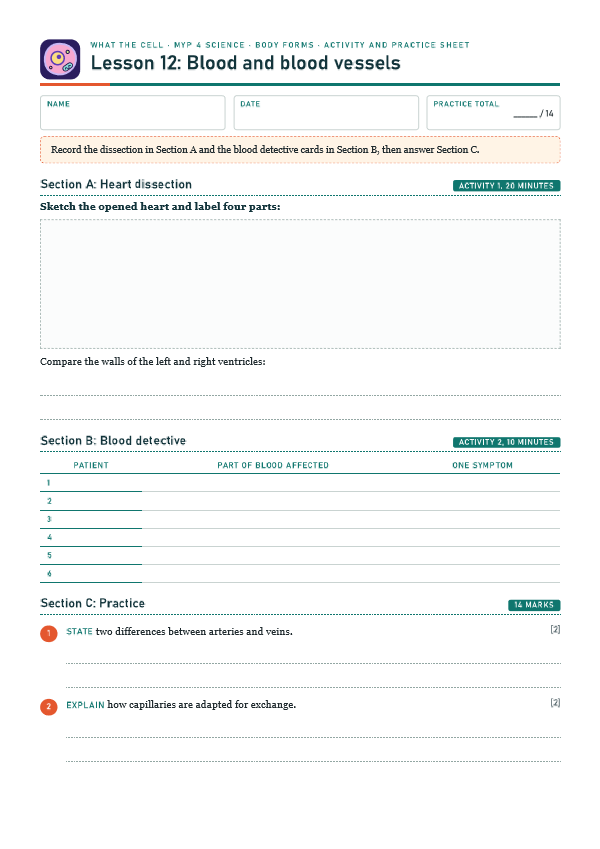 WHAT THE CELL · MYP 4 SCIENCE · BODY FORMS · ACTIVITY AND PRACTICE SHEET
Lesson 12: Blood and blood vessels
NAME
DATE
PRACTICE TOTAL
_____ / 14
Record the dissection in Section A and the blood detective cards in Section B, then answer Section C.
Section A: Heart dissection
ACTIVITY 1, 20 MINUTES
Sketch the opened heart and label four parts:
Compare the walls of the left and right ventricles:
Section B: Blood detective
ACTIVITY 2, 10 MINUTES
PATIENT PART OF BLOOD AFFECTED ONE SYMPTOM
1
2
3
4
5
6
Section C: Practice
14 MARKS
1 STATE two differences between arteries and veins. [2]
2 EXPLAIN how capillaries are adapted for exchange. [2]